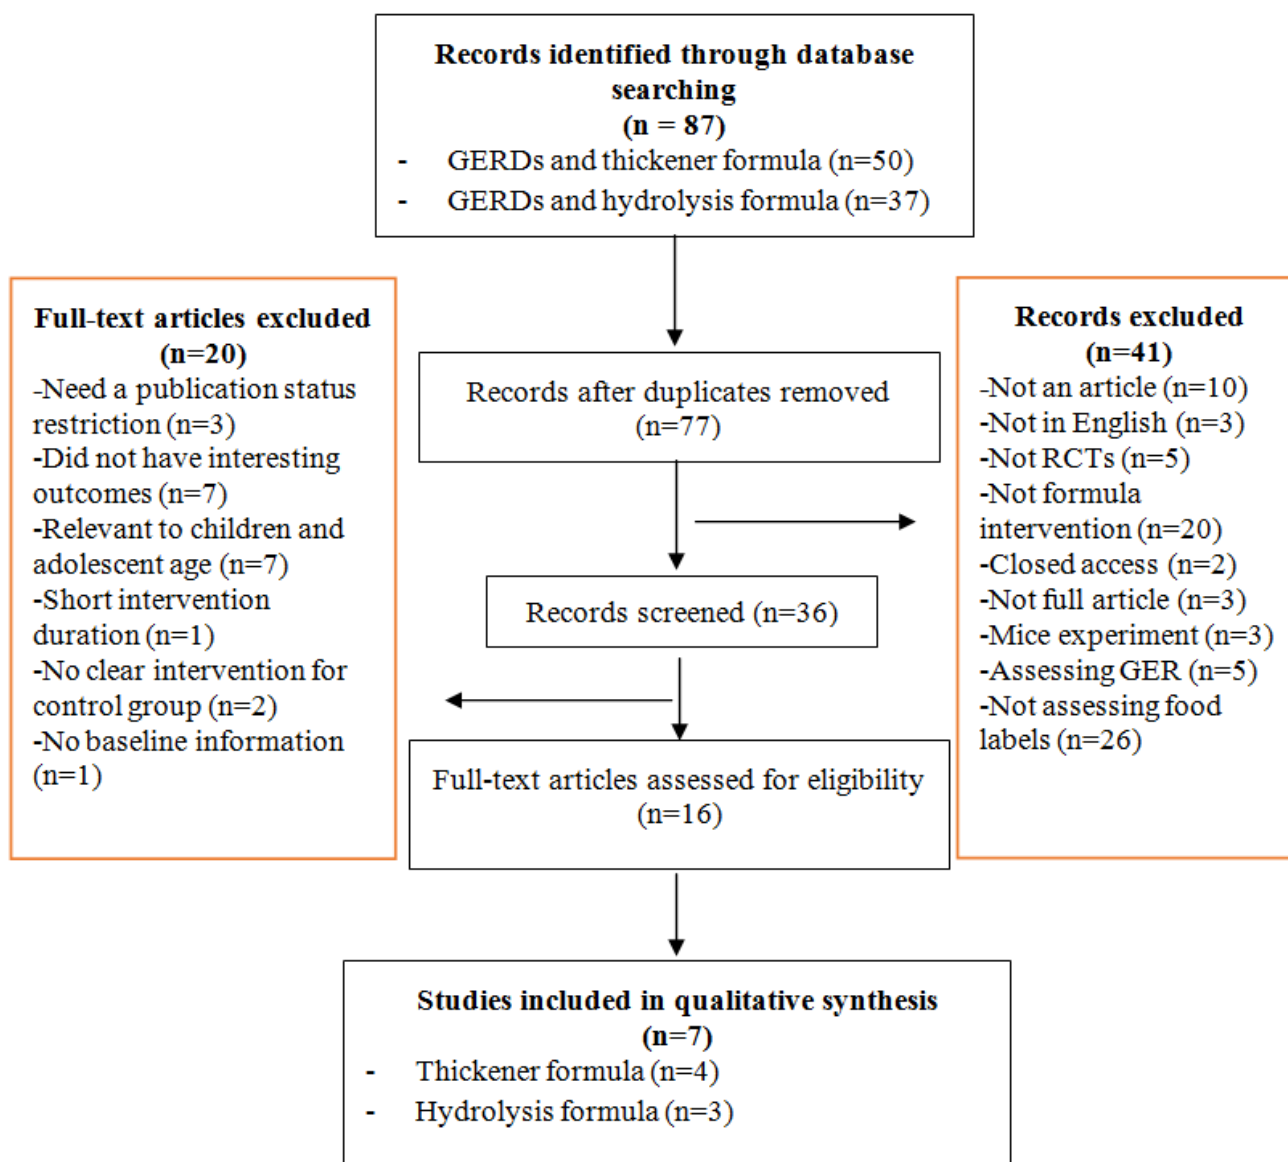 Records identified through database
searching
(n = 87)
- GERDs and thickener formula (n=50)
- GERDs and hydrolysis formula (n=37)
Full-text articles excluded
(n=20)
-Need a publication status
restriction (n=3)
-Did not have interesting
outcomes (n=7)
-Relevant to children and
adolescent age (n=7)
-Short intervention
duration (n=1)
-No clear intervention for
control group (n=2)
-No baseline information
(n=1)
Records after duplicates removed
(n=77)
Records excluded
(n=41)
-Not an article (n=10)
-Not in English (n=3)
-Not RCTs (n=5)
-Not formula
intervention (n=20)
-Closed access (n=2)
-Not full article (n=3)
-Mice experiment (n=3)
-Assessing GER (n=5)
-Not assessing food
labels (n=26)
Records screened (n=36)
Full-text articles assessed for eligibility
(n=16)
Studies included in qualitative synthesis
(n=7)
- Thickener formula (n=4)
- Hydrolysis formula (n=3)